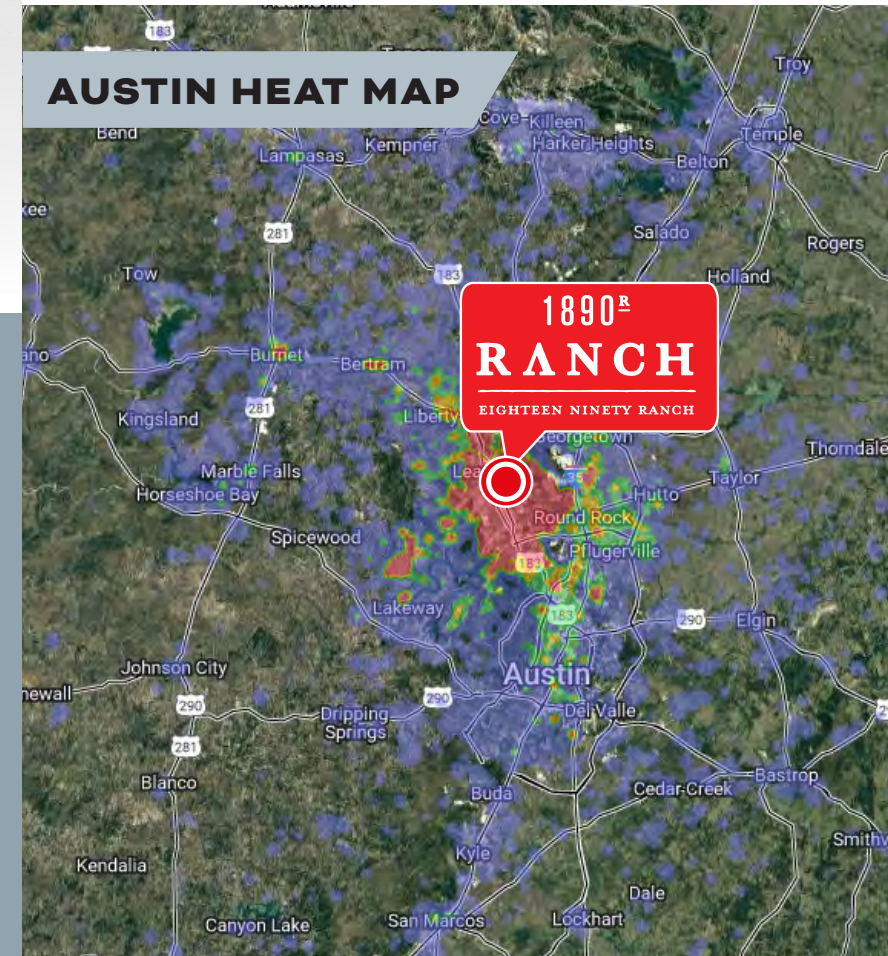 183
AUSTIN HEAT MAP
Troy
Bend
Cove
Killeen
Temple
Lampasas
Kempner
Harker Heights
Belton
281
Salado
Rogers
Tow
183
Holland
1890R
RANCH
EIGHTEEN NINETY RANCH
Burnet
Bertram
281
Kingsland
Liberty
Georgetown
Thorndale
Marble Falls
Lea
35
Taylor
Horseshoe Bay
Hutto
Round Rock
Spicewood
Pflugerville
183
Lakeway
183
290
Elgin
Johnson City
Austin
290
290
Dripping
Springs
Del Valle
281
Blanco
Buda
Cedar Creek
Bastrop
Kyle
Smithv
Kendalia
Dale
Canyon Lake
San Marcos
Lockhart